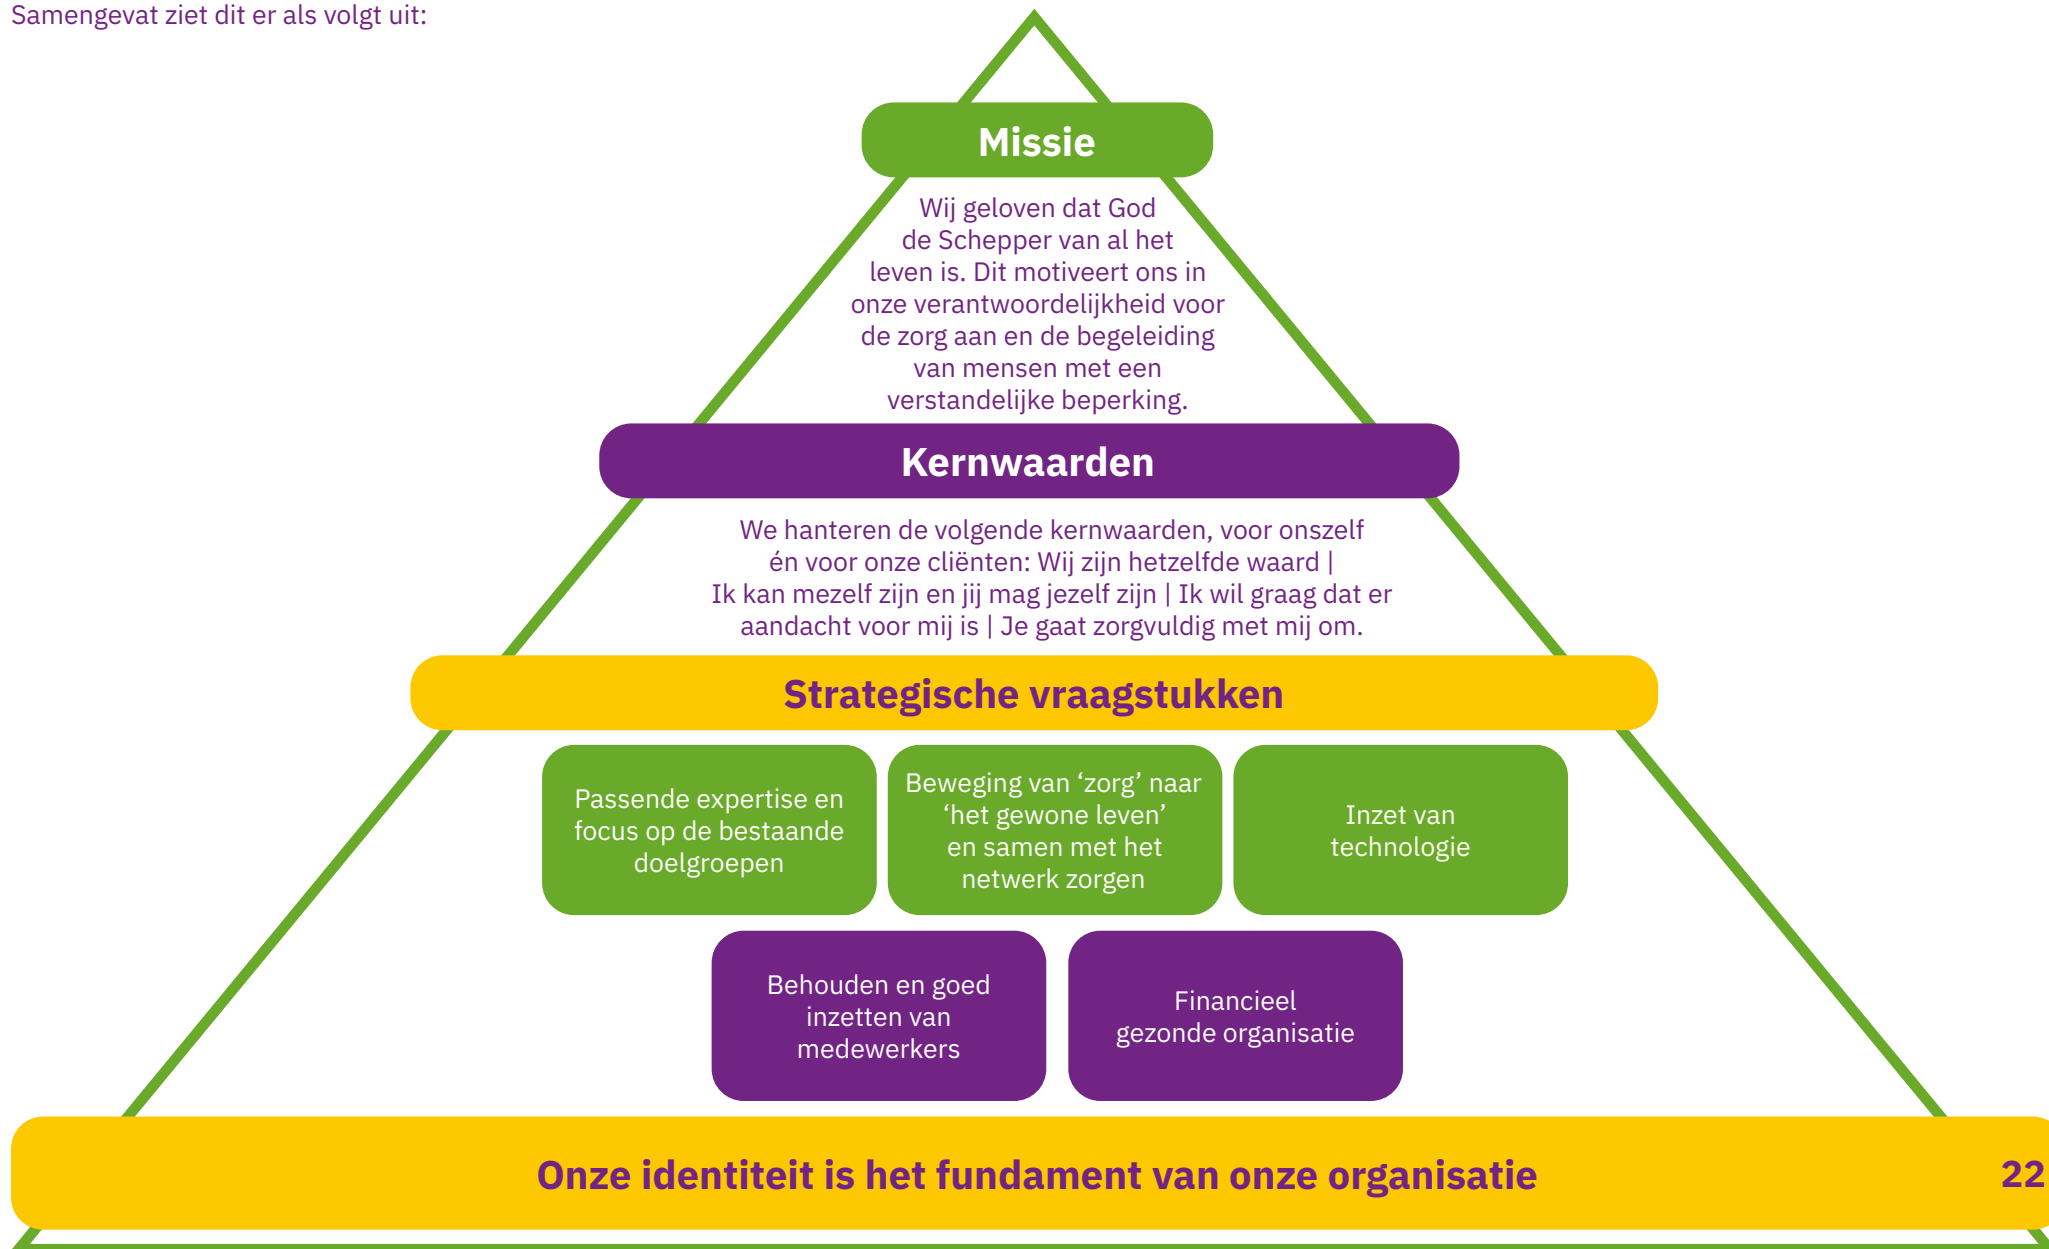 Samengevat ziet dit er als volgt uit:
Missie
Wij geloven dat God
de Schepper van al het
leven is. Dit motiveert ons in
onze verantwoordelijkheid voor
de zorg aan en de begeleiding
van mensen met een
verstandelijke beperking.
Kernwaarden
We hanteren de volgende kernwaarden, voor onszelf
én voor onze cliënten: Wij zijn hetzelfde waard |
Ik kan mezelf zijn en jij mag jezelf zijn | Ik wil graag dat er
aandacht voor mij is | Je gaat zorgvuldig met mij om.
Strategische vraagstukken
Passende expertise en
focus op de bestaande
doelgroepen
Beweging van ‘zorg’ naar
‘het gewone leven’
en samen met het
netwerk zorgen
Inzet van
technologie
Behouden en goed
inzetten van
medewerkers
Financieel
gezonde organisatie
Onze identiteit is het fundament van onze organisatie
22